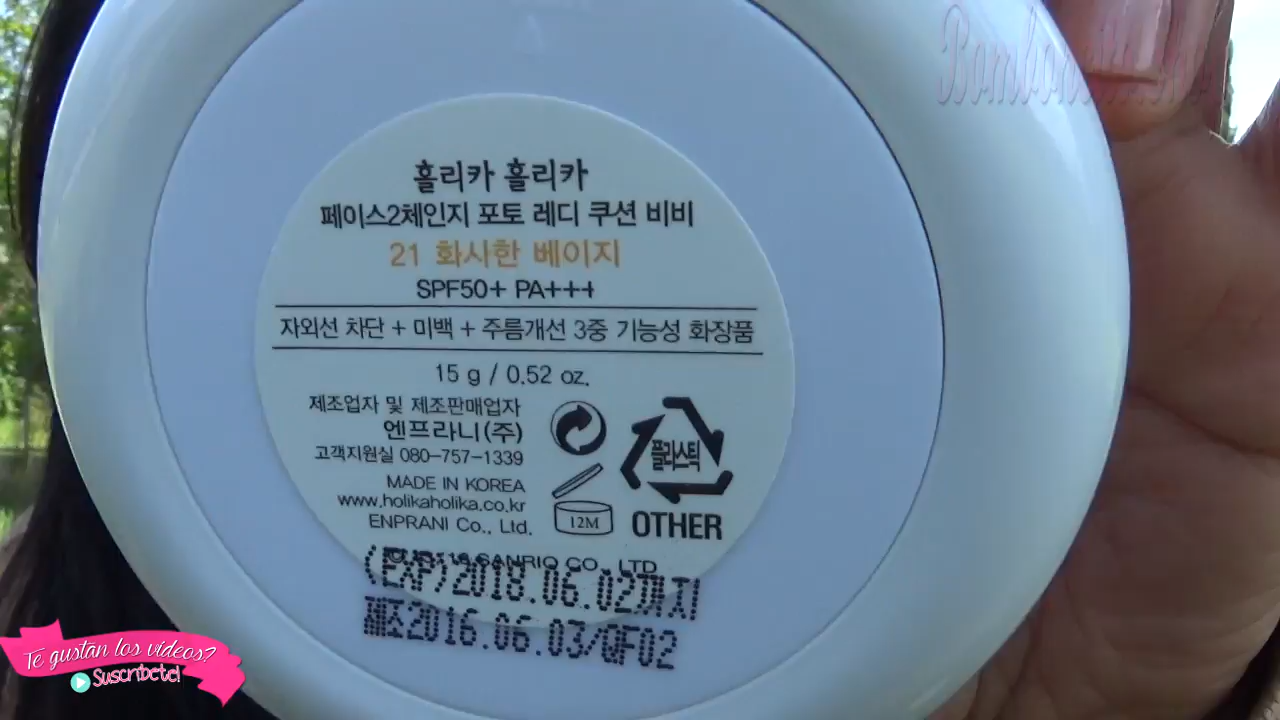 홀리카 홀리카
페이스2체인지 포토 레디 쿠션 비비
21 화사한 베이지
SPF50+ PA+++
자외선 차단 + 미백 + 주름개선 3중 기능성 화장품
15 g / 0.52 oz.
제조업자 및 제조판매업자
엔프라니(주)
고객지원실 080-757-1339
MADE IN KOREA
www.holikaholika.co.kr
ENPRANI Co., Ltd.
12M
플라스틱
OTHER
SANRIO CO., LTD
(EXP)2018.06.02까지
제조2016.06.03/QF02
Te gustan los vídeos?
Suscríbete!